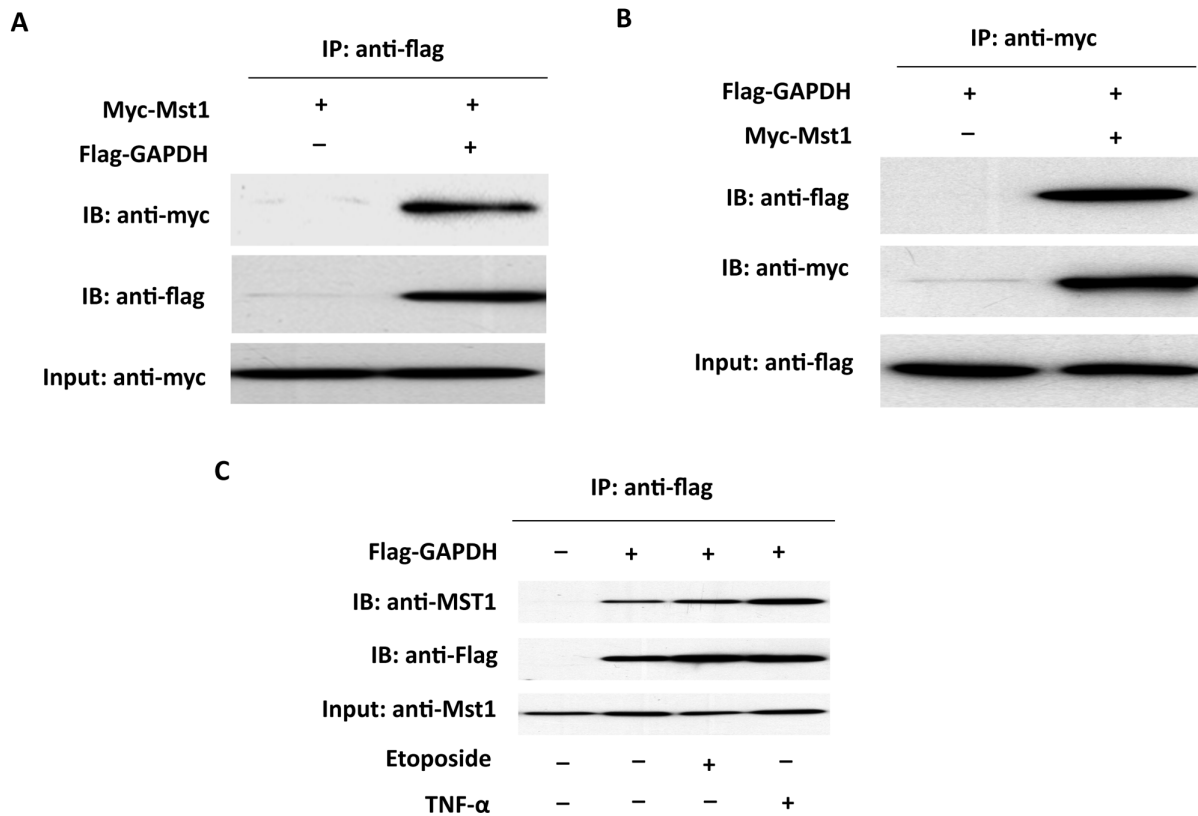 A
IP: anti-flag
Myc-Mst1 + +
Flag-GAPDH − +
IB: anti-myc
IB: anti-flag
Input: anti-myc
B
IP: anti-myc
Flag-GAPDH + +
Myc-Mst1 − +
IB: anti-flag
IB: anti-myc
Input: anti-flag
C
IP: anti-flag
Flag-GAPDH − + + +
IB: anti-MST1
IB: anti-Flag
Input: anti-Mst1
Etoposide − − + −
TNF-α − − − +